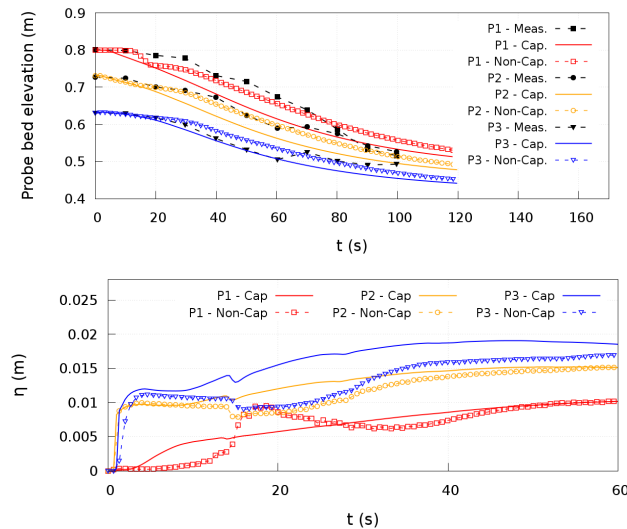 Probe bed elevation (m)
0.9
0.8
0.7
0.6
0.5
0.4
P1 - Meas.
P1 - Cap.
P1 - Non-Cap.
P2 - Meas.
P2 - Cap.
P2 - Non-Cap.
P3 - Meas.
P3 - Cap.
P3 - Non-Cap.
0 20 40 60 80 100 120 140 160
t (s)
η (m)
0.025
0.02
0.015
0.01
0.005
0
P1 - Cap P2 - Cap P3 - Cap
P1 - Non-Cap P2 - Non-Cap P3 - Non-Cap
0 20 40 60
t (s)